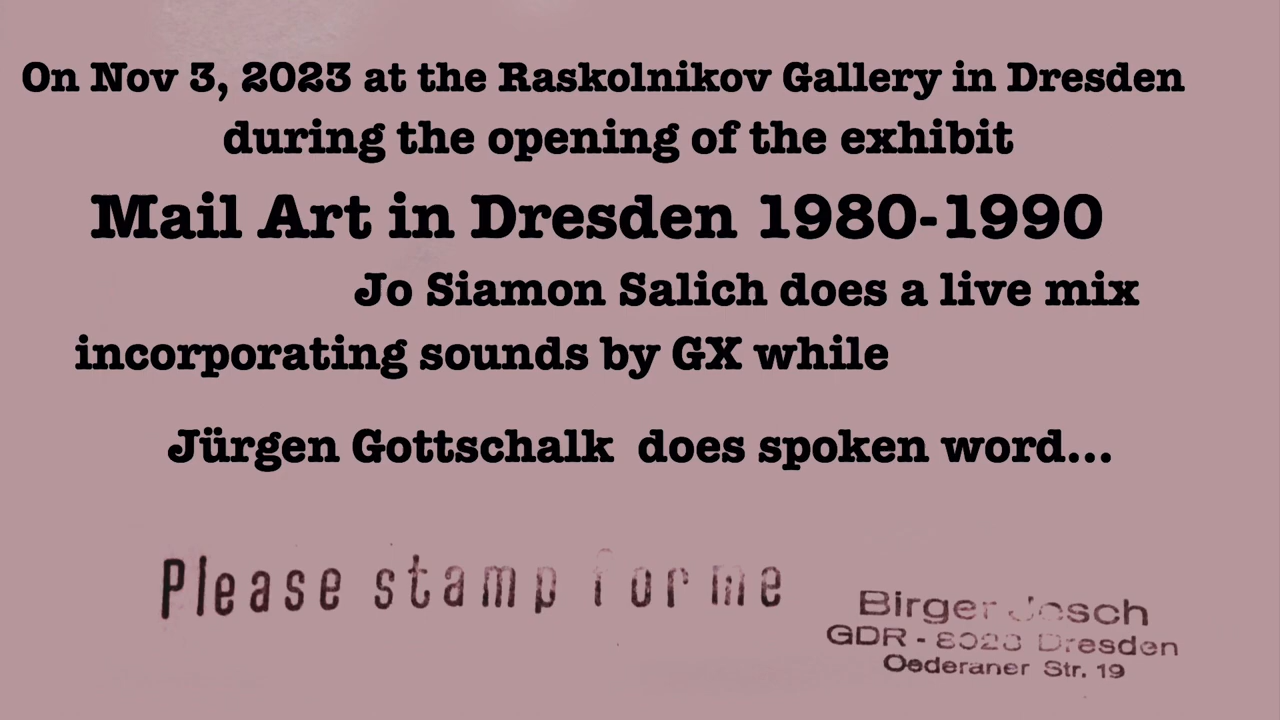 On Nov 3, 2023 at the Raskolnikov Gallery in Dresden
during the opening of the exhibit
Mail Art in Dresden 1980-1990
Jo Siamon Salich does a live mix
incorporating sounds by GX while
Jürgen Gottschalk does spoken word...
Please stamp for me
Birger Jesch
GDR - 8028 Dresden
Oederaner Str. 19